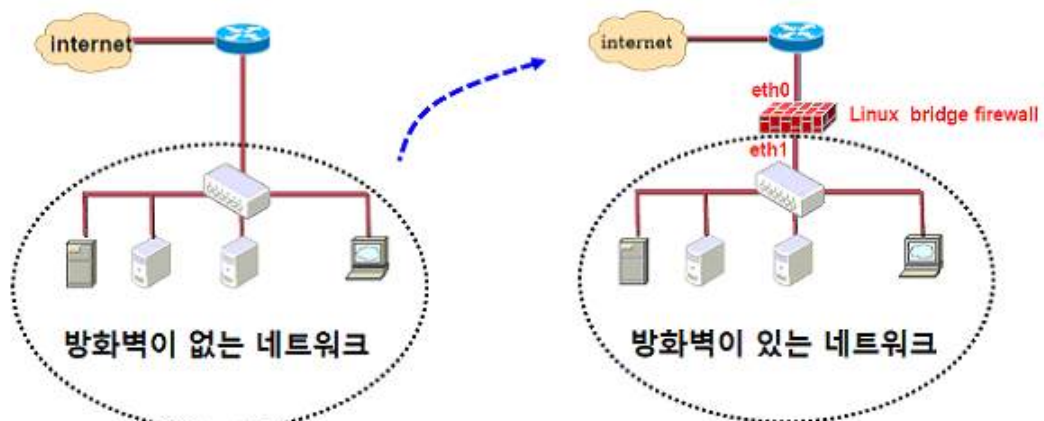 internet
방화벽이 없는 네트워크
internet
eth0
Linux bridge firewall
eth1
방화벽이 있는 네트워크